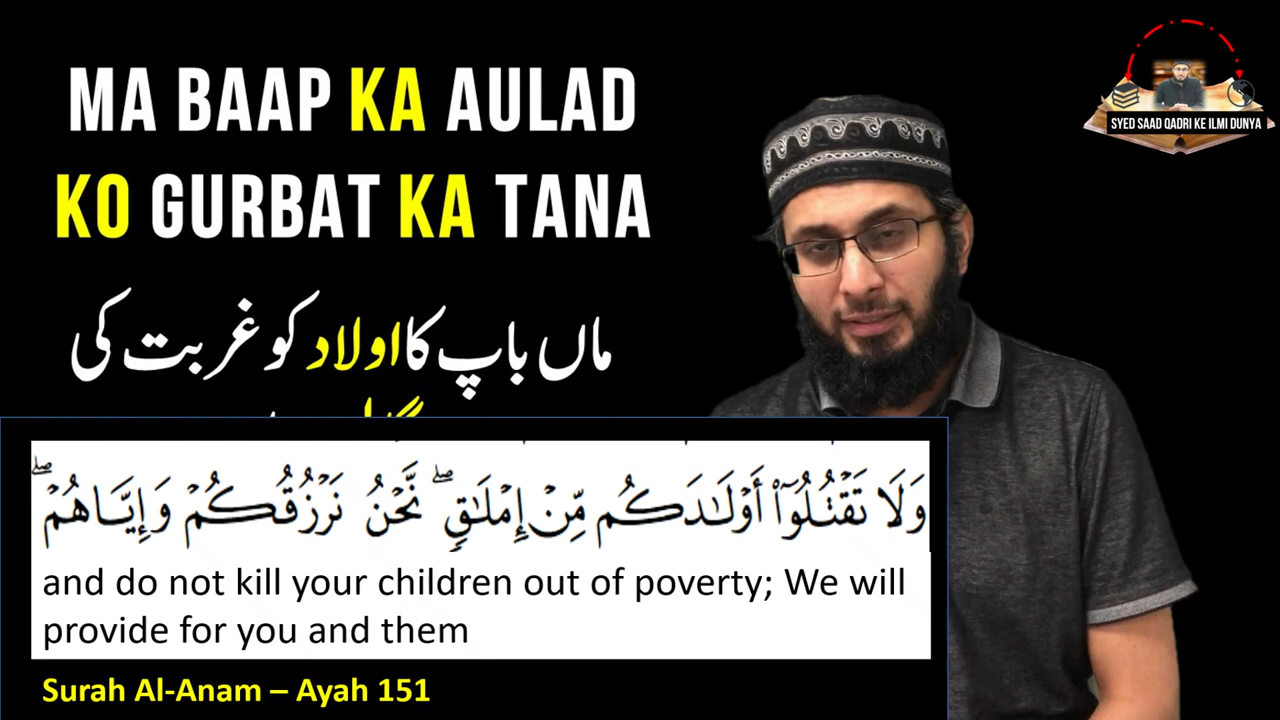 MA BAAP KA AULAD
KO GURBAT KA TANA
ماں باپ کا اولاد کو غربت کی
SYED SAAD QADRI KE ILMI DUNYA
وَلَا تَقْتُلُوٓا۟ أَوْلَـٰدَكُم مِّنْ إِمْلَـٰقٍۢ ۖ نَّحْنُ نَرْزُقُكُمْ وَإِيَّاهُمْ ۖ
and do not kill your children out of poverty; We will
provide for you and them
Surah Al-Anam – Ayah 151